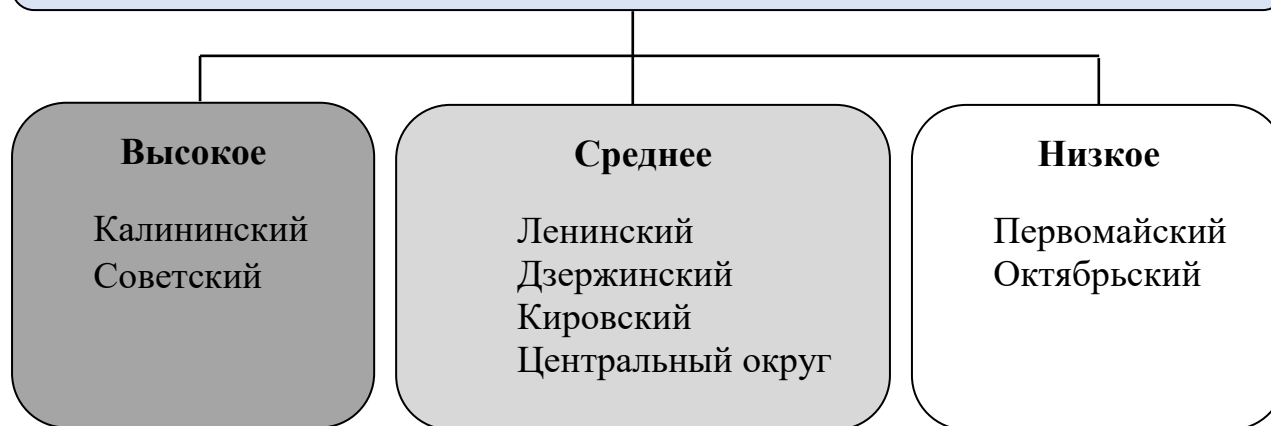 Высокое
Калининский
Советский
Среднее
Ленинский
Дзержинский
Кировский
Центральный округ
Низкое
Первомайский
Октябрьский